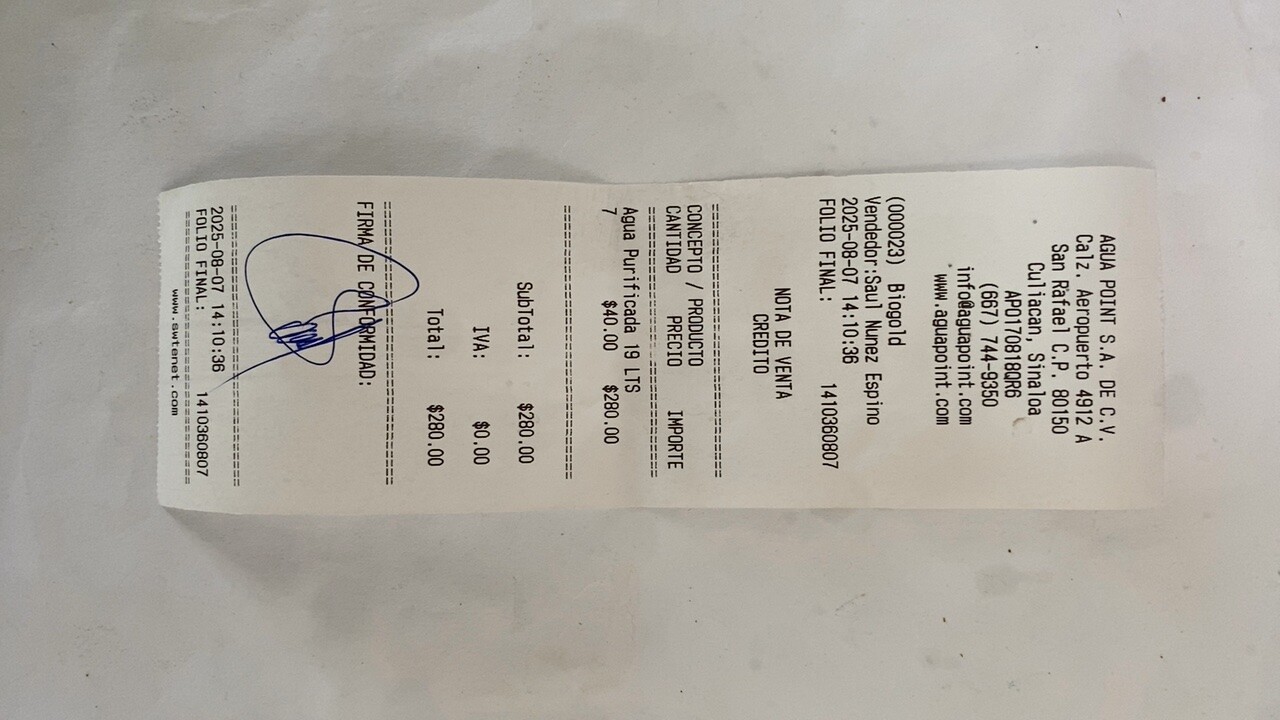 AGUA POINT S.A. DE C.V.
Calz. Aeropuerto 4912 A
San Rafael C.P. 80150
Culiacan, Sinaloa
APO170818QR6
(667) 744-9350
info@aguapoint.com
www.aguapoint.com
(000023) Biogold
Vendedor:Saul Nunez Espino
2025-08-07 14:10:36
FOLIO FINAL: 1410360807
NOTA DE VENTA
CREDITO
==============================
CONCEPTO / PRODUCTO
CANTIDAD PRECIO IMPORTE
==============================
Agua Purificada 19 LTS
7 $40.00 $280.00
==============================
SubTotal: $280.00
IVA: $0.00
Total: $280.00
==============================
FIRMA DE CONFORMIDAD:
==============================
2025-08-07 14:10:36
FOLIO FINAL: 1410360807
==============================
www.swtenet.com